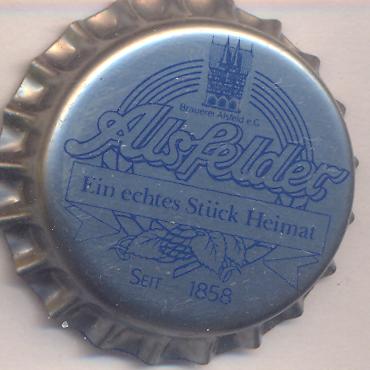 Brauerei Alsfeld e.G.
Alsfelder
Ein echtes Stück Heimat
SEIT 1858